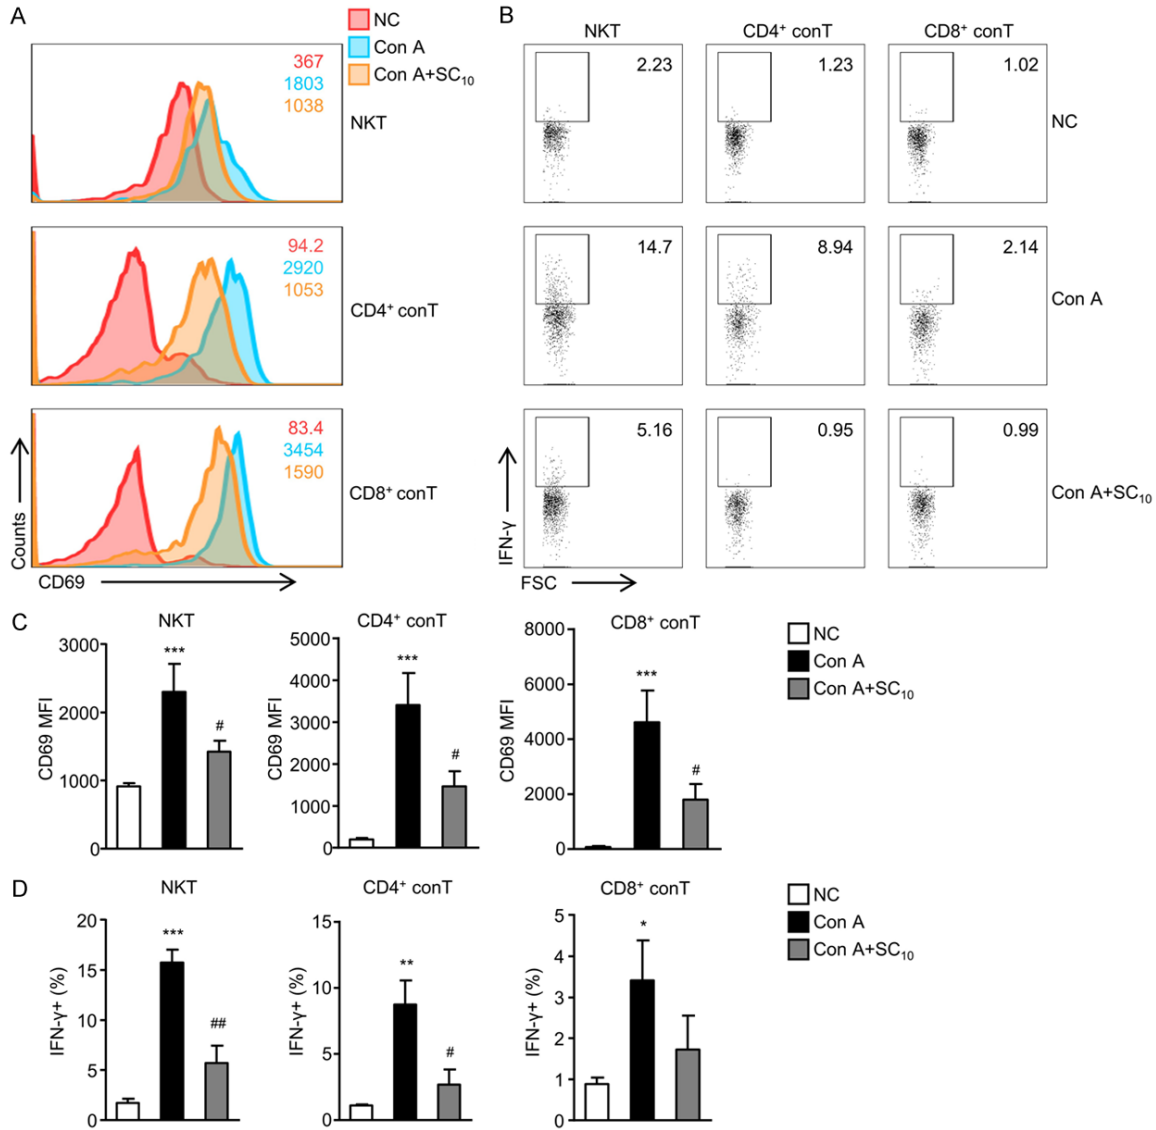 A
NC
Con A
Con A+SC10
367
1803
1038
NKT
94.2
2920
1053
CD4+ conT
83.4
3454
1590
CD8+ conT
Counts
CD69
B
NKT CD4+ conT CD8+ conT
2.23 1.23 1.02 NC
14.7 8.94 2.14 Con A
5.16 0.95 0.99 Con A+SC10
IFN-γ
FSC
C
NKT
CD69 MFI
3000
2000
1000
0
***
#
CD4+ conT
CD69 MFI
5000
4000
3000
2000
1000
0
***
#
CD8+ conT
CD69 MFI
8000
6000
4000
2000
0
***
#
NC
Con A
Con A+SC10
D
NKT
IFN-γ+ (%)
20
15
10
5
0
***
##
CD4+ conT
IFN-γ+ (%)
15
10
5
0
**
#
CD8+ conT
IFN-γ+ (%)
5
4
3
2
1
0
*
NC
Con A
Con A+SC10